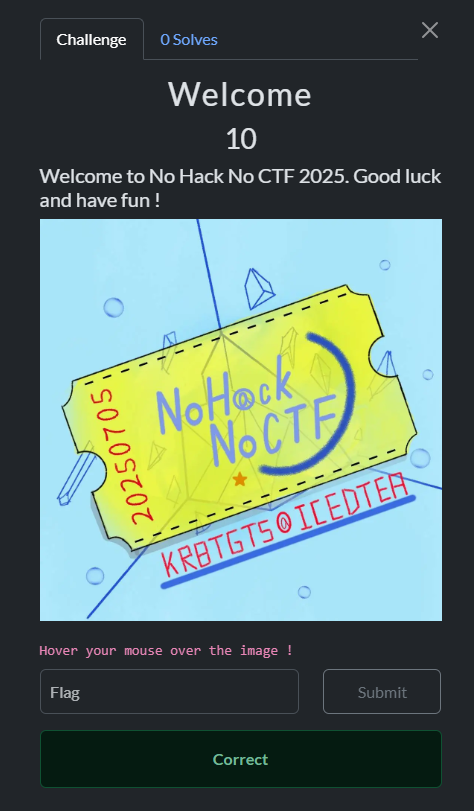 Challenge
0 Solves
Welcome
10
Welcome to No Hack No CTF 2025. Good luck
and have fun !
NoH@ck
NoCTF
20250705
KRBTGTS@ICEDTEA
Hover your mouse over the image !
Flag
Submit
Correct